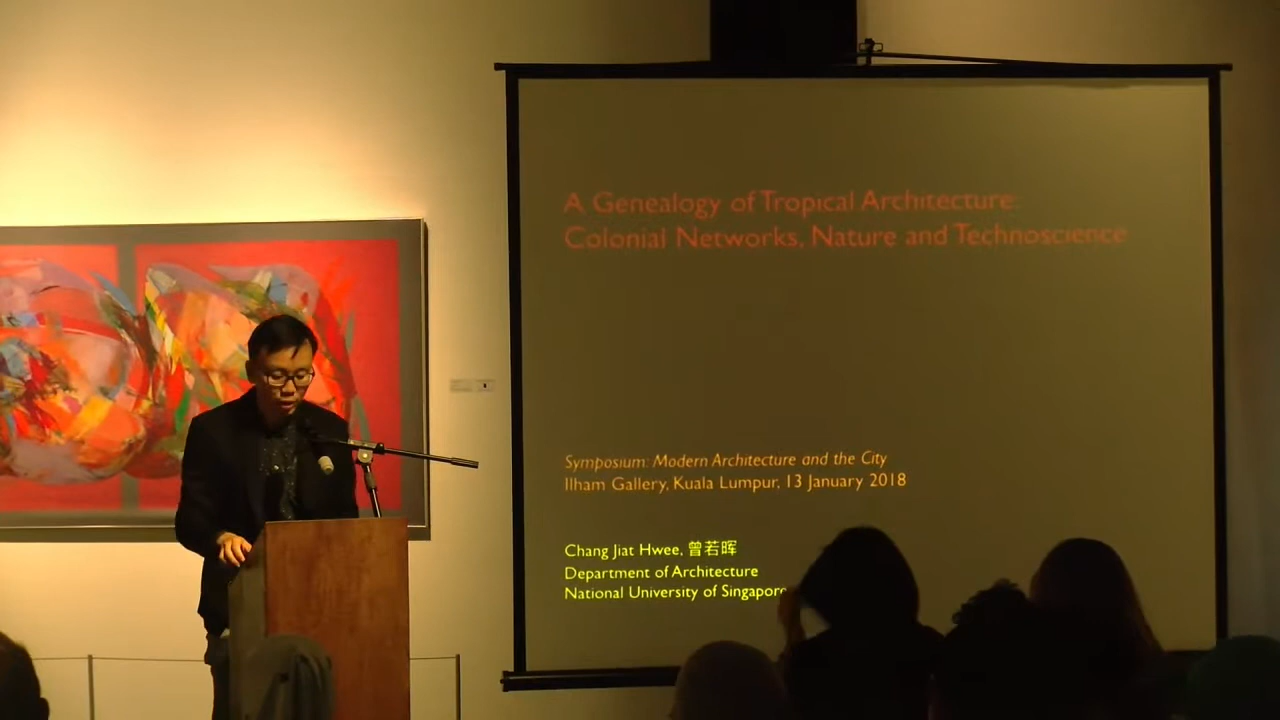 A Genealogy of Tropical Architecture:
Colonial Networks, Nature and Technoscience
Symposium: Modern Architecture and the City
Ilham Gallery, Kuala Lumpur, 13 January 2018
Chang Jiat Hwee, 曾若晖
Department of Architecture
National University of Singapore